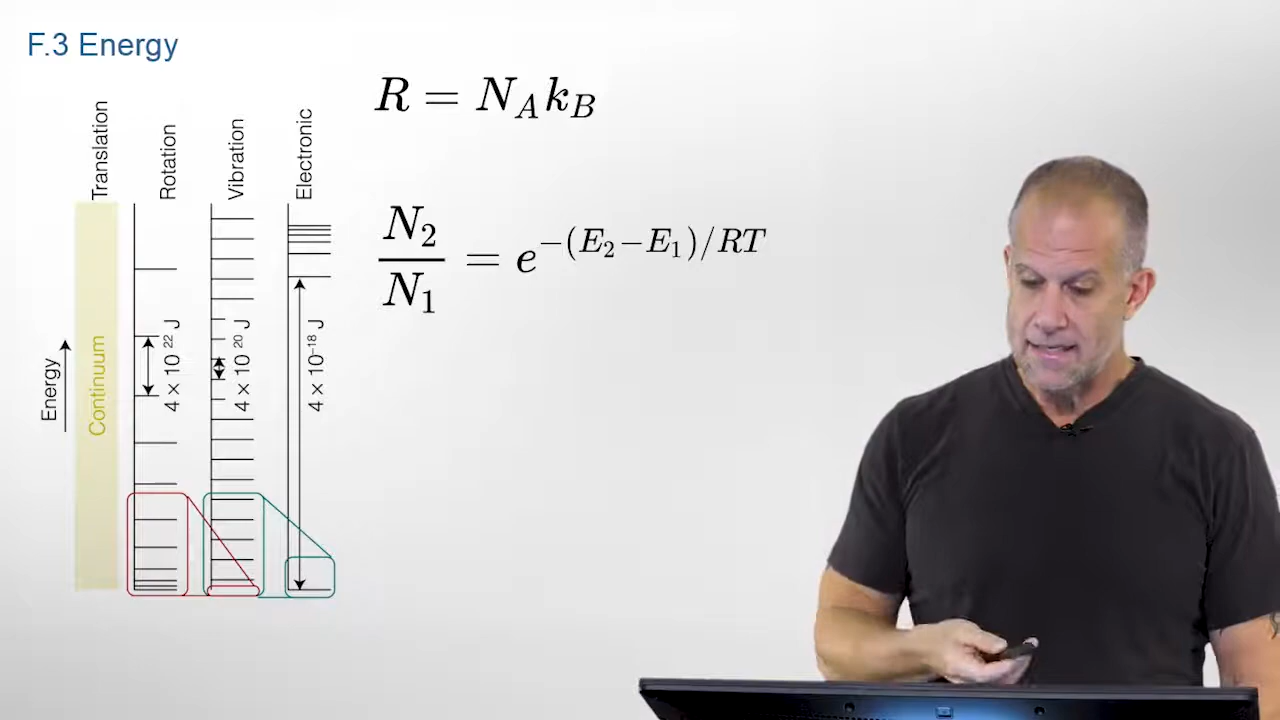 F.3 Energy
R = N_A k_B
Translation
Rotation
Vibration
Electronic
N_2/N_1 = e^{-(E_2-E_1)/RT}
Energy
Continuum
4 × 10^{22} J
4 × 10^{20} J
4 × 10^{-18} J